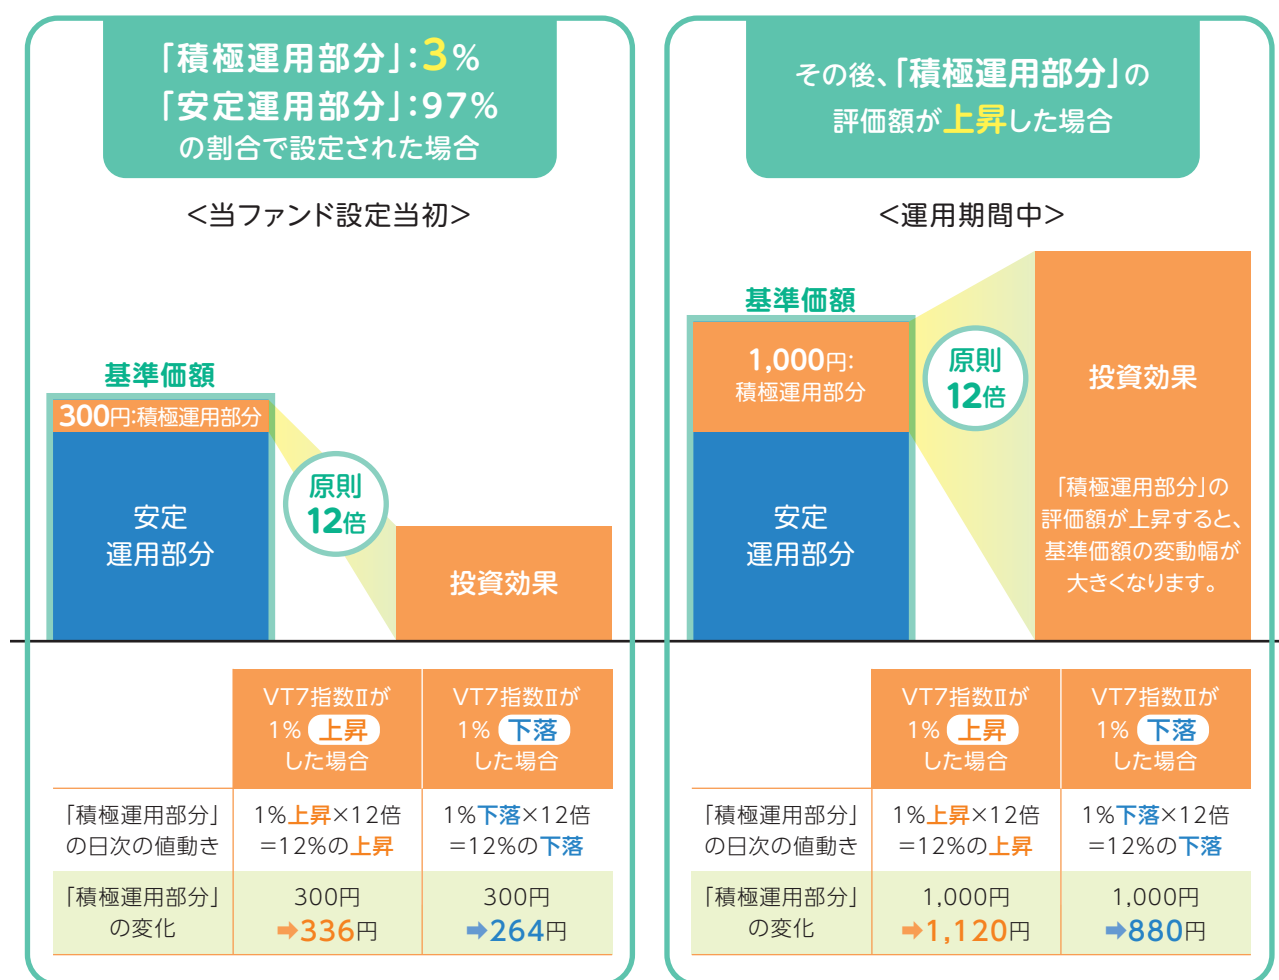 「積極運用部分」:3%
「安定運用部分」:97%
の割合で設定された場合
<当ファンド設定当初>
基準価額
300円:積極運用部分
安定
運用部分
原則
12倍
投資効果
VT7指数Ⅱが
1% 上昇
した場合
VT7指数Ⅱが
1% 下落
した場合
「積極運用部分」
の日次の値動き
1%上昇×12倍
=12%の上昇
1%下落×12倍
=12%の下落
「積極運用部分」
の変化
300円
➡336円
300円
➡264円
その後、「積極運用部分」の
評価額が上昇した場合
<運用期間中>
基準価額
1,000円:
積極運用部分
安定
運用部分
原則
12倍
投資効果
「積極運用部分」の
評価額が上昇すると、
基準価額の変動幅が
大きくなります。
VT7指数Ⅱが
1% 上昇
した場合
VT7指数Ⅱが
1% 下落
した場合
「積極運用部分」
の日次の値動き
1%上昇×12倍
=12%の上昇
1%下落×12倍
=12%の下落
「積極運用部分」
の変化
1,000円
➡1,120円
1,000円
➡880円